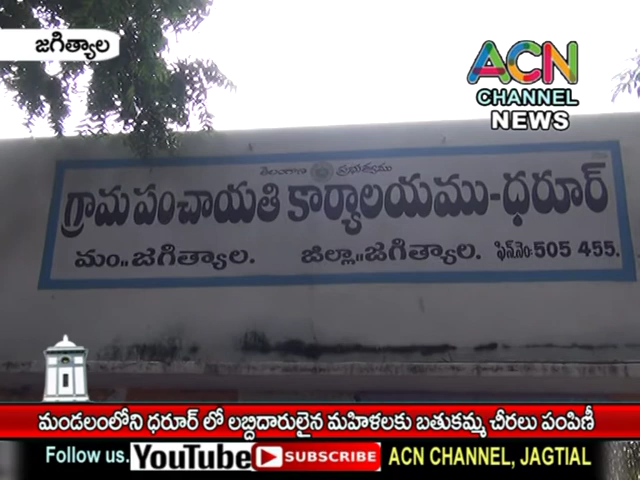 జగిత్యాల
ACN
CHANNEL
NEWS
తెలంగాణ ప్రభుత్వము
గ్రామ పంచాయతి కార్యాలయము-ధరూర్
మం.. జగిత్యాల. జిల్లా.. జగిత్యాల. పిన్‌నెం: 505 455.
మండలంలోని ధరూర్ లో లబ్దిదారులైన మహిళలకు బతుకమ్మ చీరలు పంపిణీ
Follow us. YouTube SUBSCRIBE ACN CHANNEL, JAGTIAL